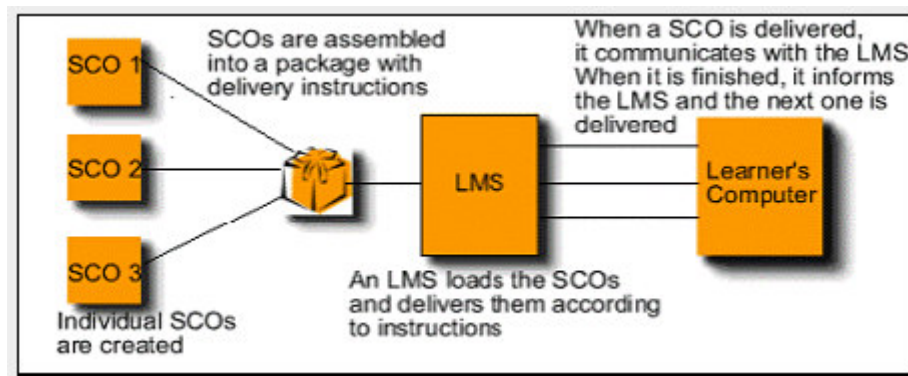 SCO 1
SCOs are assembled
into a package with
delivery instructions
When a SCO is delivered,
it communicates with the LMS
When it is finished, it informs
the LMS and the next one is
delivered
SCO 2
LMS
Learner's
Computer
SCO 3
Individual SCOs
are created
An LMS loads the SCOs
and delivers them according
to instructions